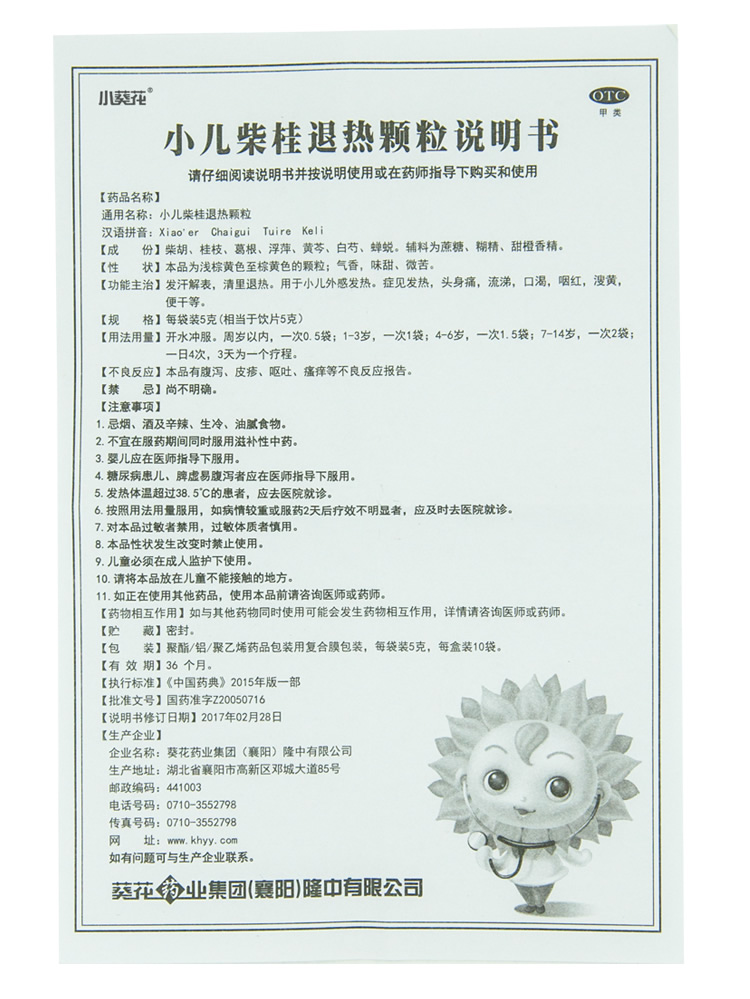 小葵花®
OTC
甲类
小儿柴桂退热颗粒说明书
请仔细阅读说明书并按说明使用或在药师指导下购买和使用
【药品名称】
通用名称：小儿柴桂退热颗粒
汉语拼音：Xiao'er Chaigui Tuire Keli
【成 份】柴胡、桂枝、葛根、浮萍、黄芩、白芍、蝉蜕。辅料为蔗糖、糊精、甜橙香精。
【性 状】本品为浅棕黄色至棕黄色的颗粒；气香，味甜、微苦。
【功能主治】发汗解表，清里退热。用于小儿外感发热。症见发热，头身痛，流涕，口渴，咽红，溲黄，
便干等。
【规 格】每袋装5克(相当于饮片5克)
【用法用量】开水冲服。周岁以内，一次0.5袋；1-3岁，一次1袋；4-6岁，一次1.5袋；7-14岁，一次2袋；
一日4次，3天为一个疗程。
【不良反应】本品有腹泻、皮疹、呕吐、瘙痒等不良反应报告。
【禁 忌】尚不明确。
【注意事项】
1.忌烟、酒及辛辣、生冷、油腻食物。
2.不宜在服药期间同时服用滋补性中药。
3.婴儿应在医师指导下服用。
4.糖尿病患儿、脾虚易腹泻者应在医师指导下服用。
5.发热体温超过38.5℃的患者，应去医院就诊。
6.按照用法用量服用，如病情较重或服药2天后疗效不明显者，应及时去医院就诊。
7.对本品过敏者禁用，过敏体质者慎用。
8.本品性状发生改变时禁止使用。
9.儿童必须在成人监护下使用。
10.请将本品放在儿童不能接触的地方。
11.如正在使用其他药品，使用本品前请咨询医师或药师。
【药物相互作用】如与其他药物同时使用可能会发生药物相互作用，详情请咨询医师或药师。
【贮 藏】密封。
【包 装】聚酯/铝/聚乙烯药品包装用复合膜包装，每袋装5克，每盒装10袋。
【有 效 期】36 个月。
【执行标准】《中国药典》2015年版一部
【批准文号】国药准字Z20050716
【说明书修订日期】2017年02月28日
【生产企业】
企业名称：葵花药业集团（襄阳）隆中有限公司
生产地址：湖北省襄阳市高新区邓城大道85号
邮政编码：441003
电话号码：0710-3552798
传真号码：0710-3552798
网 址：www.khyy.com
如有问题可与生产企业联系。
葵花药业集团(襄阳)隆中有限公司